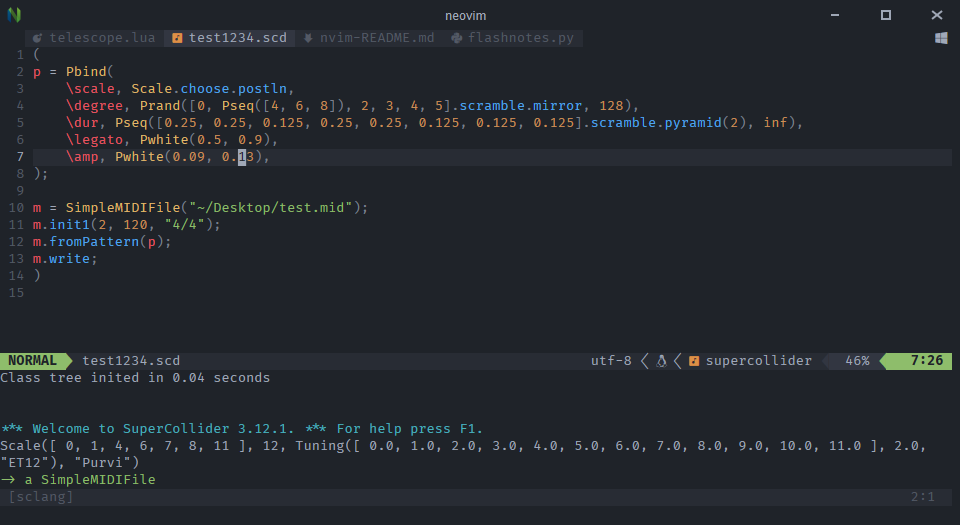 neovim
telescope.lua test1234.scd nvim-README.md flashnotes.py
1 (
2 p = Pbind(
3 \scale, Scale.choose.postln,
4 \degree, Prand([0, Pseq([4, 6, 8]), 2, 3, 4, 5].scramble.mirror, 128),
5 \dur, Pseq([0.25, 0.25, 0.125, 0.25, 0.25, 0.125, 0.125, 0.125].scramble.pyramid(2), inf),
6 \legato, Pwhite(0.5, 0.9),
7 \amp, Pwhite(0.09, 0.13),
8 );
9
10 m = SimpleMIDIFile("~/Desktop/test.mid");
11 m.init1(2, 120, "4/4");
12 m.fromPattern(p);
13 m.write;
14 )
15
NORMAL test1234.scd utf-8 supercollider 46% 7:26
Class tree inited in 0.04 seconds
*** Welcome to SuperCollider 3.12.1. *** For help press F1.
Scale([ 0, 1, 4, 6, 7, 8, 11 ], 12, Tuning([ 0.0, 1.0, 2.0, 3.0, 4.0, 5.0, 6.0, 7.0, 8.0, 9.0, 10.0, 11.0 ], 2.0,
"ET12"), "Purvi")
-> a SimpleMIDIFile
[sclang] 2:1